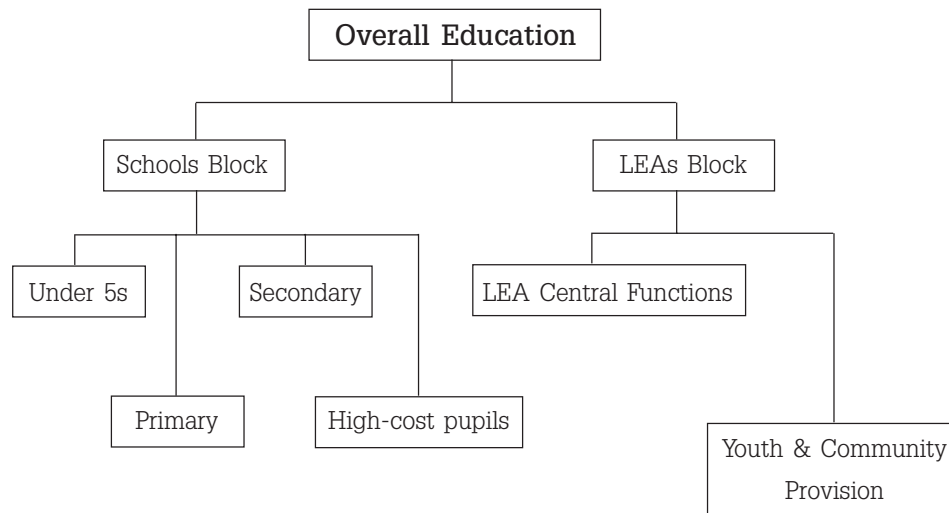 Overall Education
Schools Block
LEAs Block
Under 5s
Secondary
LEA Central Functions
Primary
High-cost pupils
Youth & Community
Provision